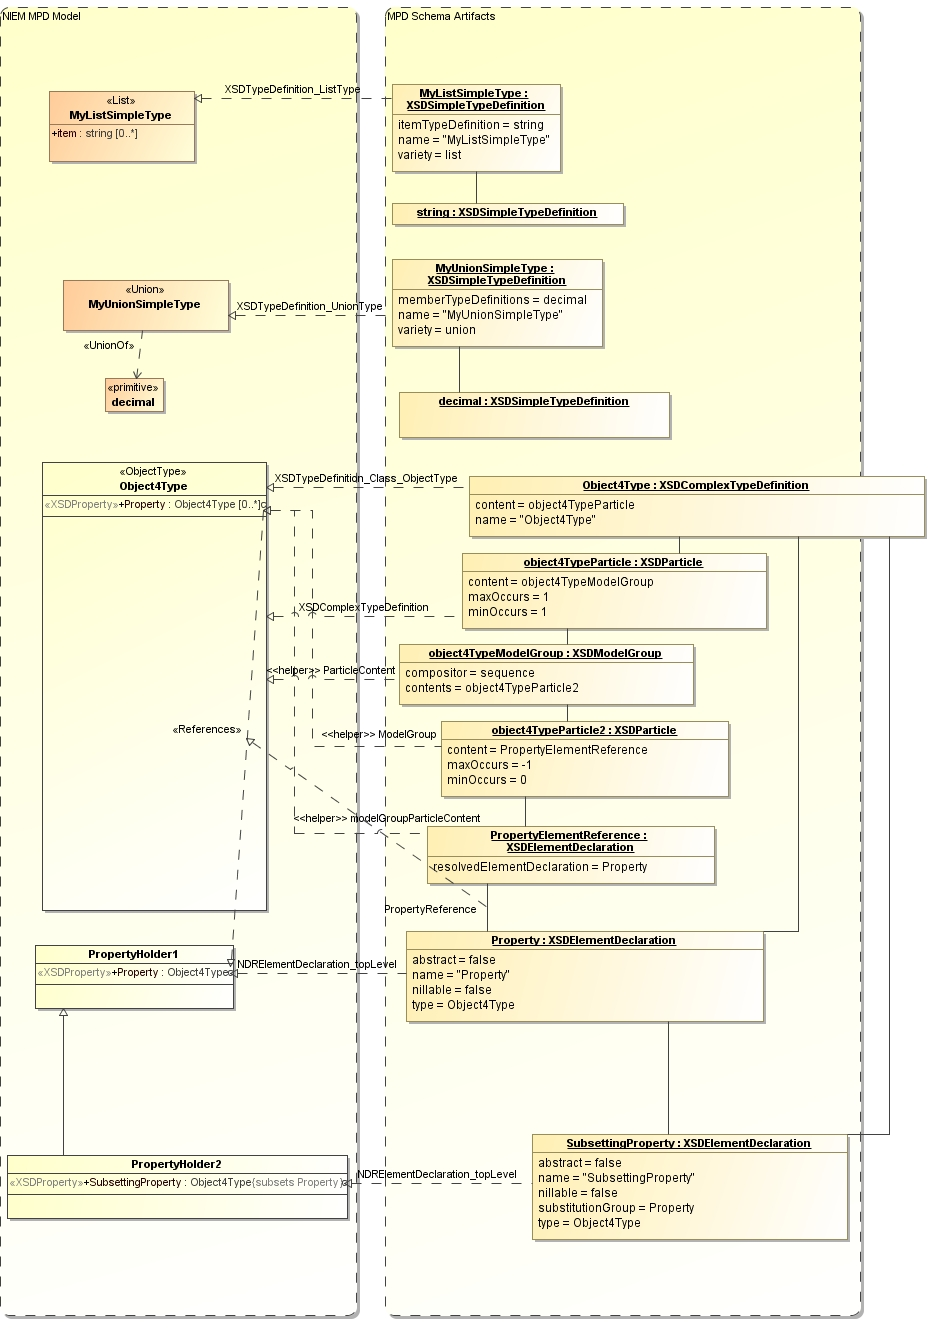 NIEM MPD Model
MPD Schema Artifacts
«List»
MyListSimpleType
+item : string [0..*]
XSDTypeDefinition_ListType
MyListSimpleType :
XSDSimpleTypeDefinition
itemTypeDefinition = string
name = "MyListSimpleType"
variety = list
string : XSDSimpleTypeDefinition
«Union»
MyUnionSimpleType
XSDTypeDefinition_UnionType
MyUnionSimpleType :
XSDSimpleTypeDefinition
memberTypeDefinitions = decimal
name = "MyUnionSimpleType"
variety = union
«UnionOf»
«primitive»
decimal
decimal : XSDSimpleTypeDefinition
«ObjectType»
Object4Type
«XSDProperty»+Property : Object4Type [0..*]
XSDTypeDefinition_Class_ObjectType
Object4Type : XSDComplexTypeDefinition
content = object4TypeParticle
name = "Object4Type"
object4TypeParticle : XSDParticle
content = object4TypeModelGroup
maxOccurs = 1
minOccurs = 1
XSDComplexTypeDefinition
object4TypeModelGroup : XSDModelGroup
compositor = sequence
contents = object4TypeParticle2
<<helper>> ParticleContent
object4TypeParticle2 : XSDParticle
content = PropertyElementReference
maxOccurs = -1
minOccurs = 0
«References»
<<helper>> ModelGroup
<<helper>> modelGroupParticleContent
PropertyElementReference :
XSDElementDeclaration
resolvedElementDeclaration = Property
PropertyReference
PropertyHolder1
«XSDProperty»+Property : Object4Type
NDRElementDeclaration_topLevel
Property : XSDElementDeclaration
abstract = false
name = "Property"
nillable = false
type = Object4Type
PropertyHolder2
«XSDProperty»+SubsettingProperty : Object4Type{subsets Property}
NDRElementDeclaration_topLevel
SubsettingProperty : XSDElementDeclaration
abstract = false
name = "SubsettingProperty"
nillable = false
substitutionGroup = Property
type = Object4Type